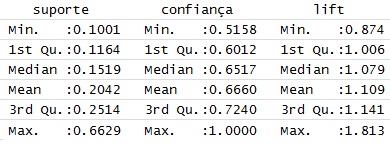 suporte confiança lift
Min. :0.1001 Min. :0.5158 Min. :0.874
1st Qu.:0.1164 1st Qu.:0.6012 1st Qu.:1.006
Median :0.1519 Median :0.6517 Median :1.079
Mean :0.2042 Mean :0.6660 Mean :1.109
3rd Qu.:0.2514 3rd Qu.:0.7240 3rd Qu.:1.141
Max. :0.6629 Max. :1.0000 Max. :1.813